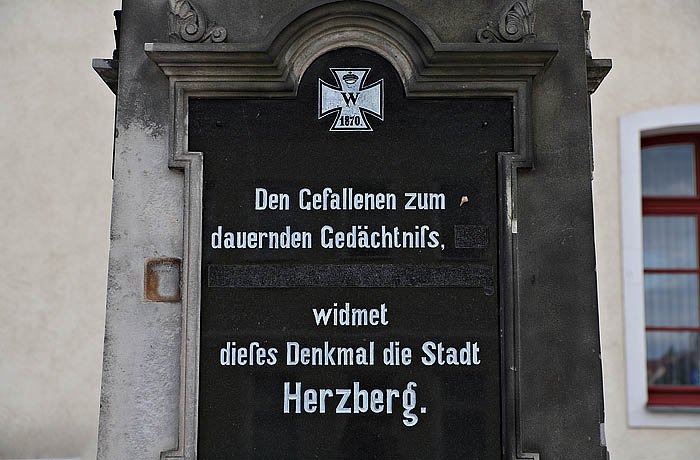 W
1870.
Den Gefallenen zum
dauernden Gedächtniſs,
widmet
dieſes Denkmal die Stadt
Herzberg.